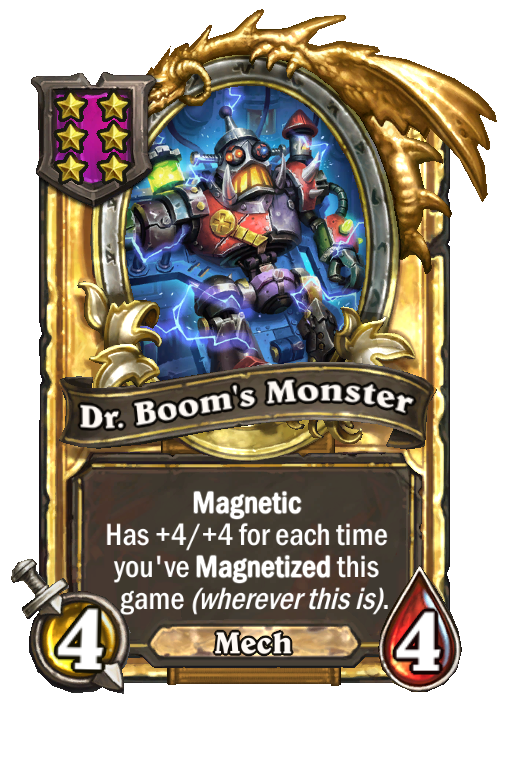 Dr. Boom's Monster
Magnetic
Has +4/+4 for each time
you've Magnetized this
game (wherever this is).
4
Mech
4